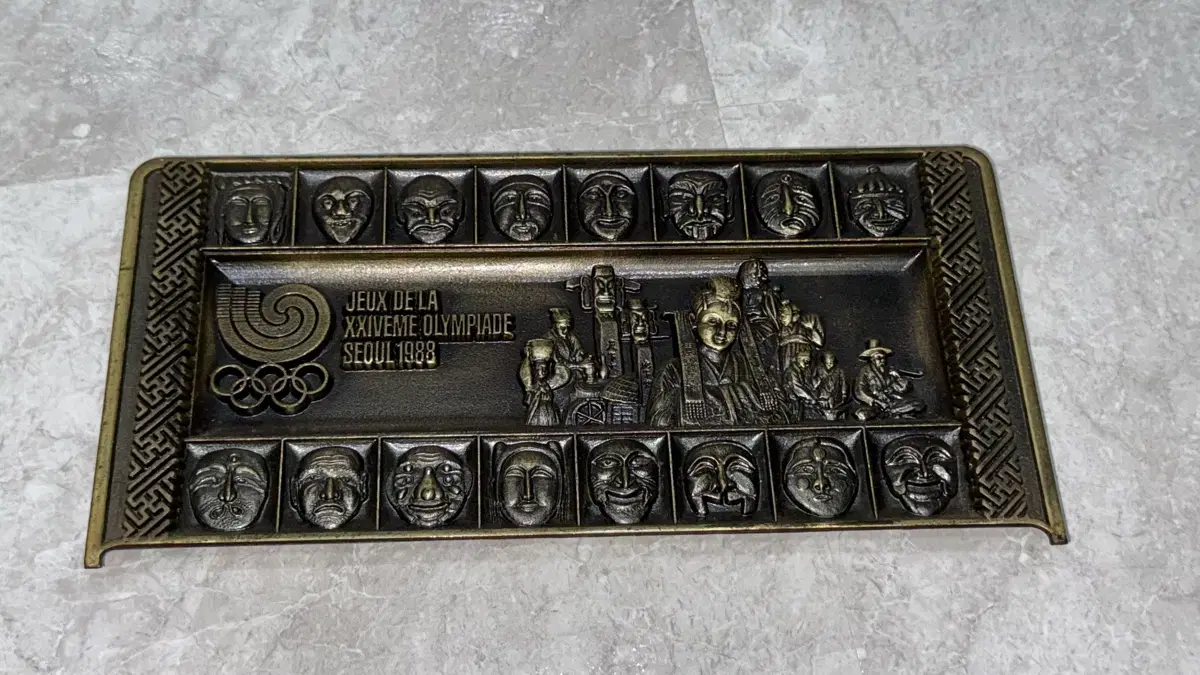 JEUX DE LA
XXIVEME OLYMPIADE
SEOUL 1988